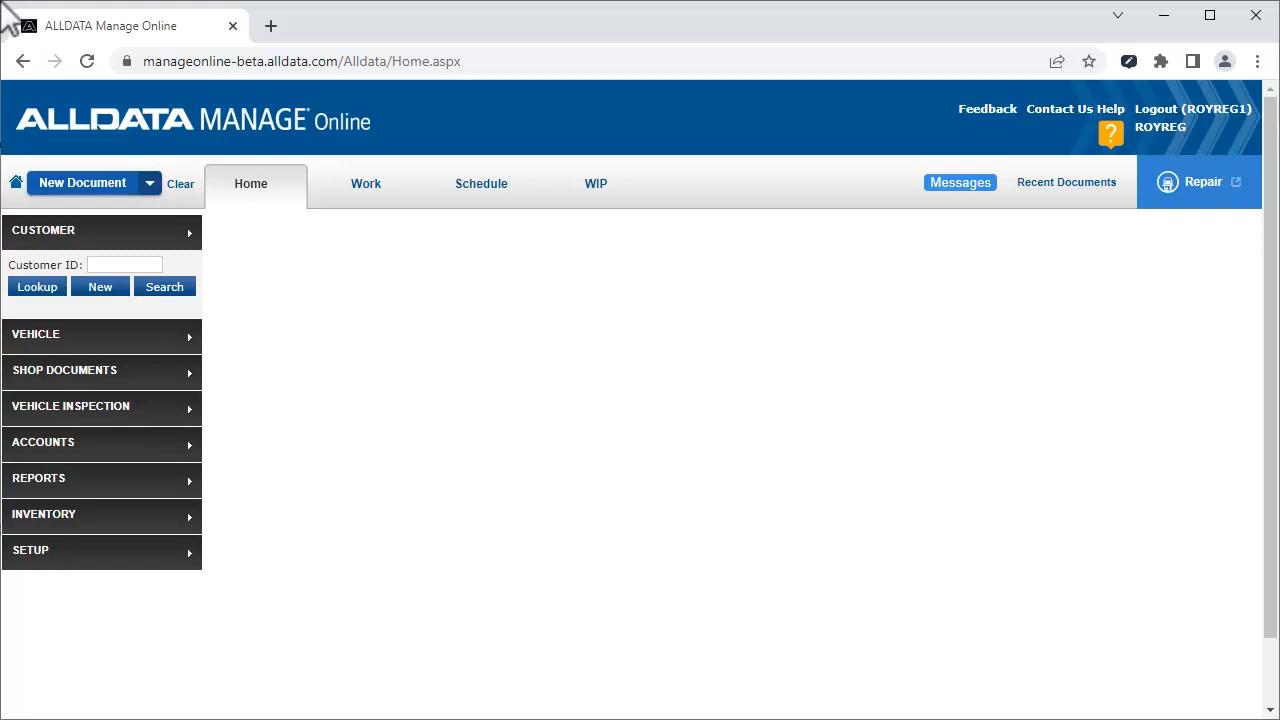 ALLDATA Manage Online
manageonline-beta.alldata.com/Alldata/Home.aspx
ALLDATA MANAGE® Online
Feedback Contact Us Help Logout (ROYREG1)
? ROYREG
New Document Clear Home Work Schedule WIP Messages Recent Documents Repair
CUSTOMER
Customer ID:
Lookup New Search
VEHICLE
SHOP DOCUMENTS
VEHICLE INSPECTION
ACCOUNTS
REPORTS
INVENTORY
SETUP